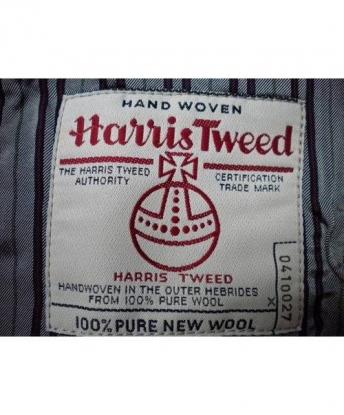 HAND WOVEN
Harris Tweed
THE HARRIS TWEED AUTHORITY
CERTIFICATION TRADE MARK
HARRIS TWEED
HANDWOVEN IN THE OUTER HEBRIDES
FROM 100% PURE WOOL
X 0410027
100% PURE NEW WOOL